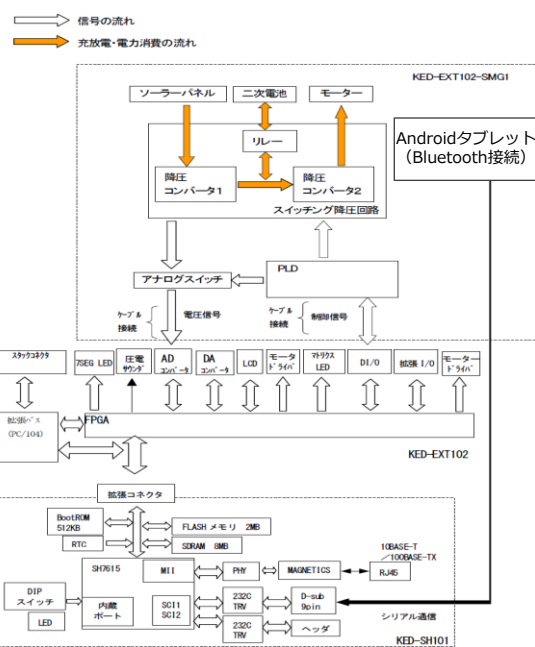 信号の流れ
充放電・電力消費の流れ
KED-EXT102-SMG1
ソーラーパネル
二次電池
モーター
Androidタブレット
（Bluetooth接続）
リレー
降圧
コンバータ1
降圧
コンバータ2
スイッチング降圧回路
PLD
アナログスイッチ
ケーブル
接続
電圧信号
ケーブル
接続
制御信号
スタックコネクタ
7SEG LED
圧電
サウンダ
AD
コンバータ
DA
コンバータ
LCD
モータ
ドライバ
マトリクス
LED
DI/O
拡張 I/O
モーター
ドライバ
拡張バス
(PC/104)
FPGA
KED-EXT102
拡張コネクタ
BootROM
512KB
FLASH メモリ 2MB
RTC
SDRAM 8MB
10BASE-T
/100BASE-TX
SH7615
MII
PHY
MAGNETICS
RJ45
DIP
スイッチ
LED
内蔵
ポート
SCI1
SCI2
232C
TRV
D-sub
9pin
シリアル通信
232C
TRV
ヘッダ
KED-SH101